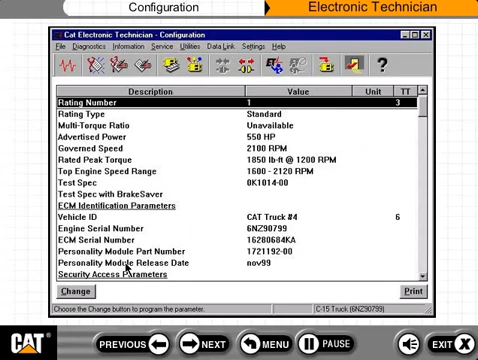 Configuration
Electronic Technician
Cat Electronic Technician - Configuration
File Diagnostics Information Service Utilities Data Link Settings Help
Description Value Unit TT
Rating Number 1 3
Rating Type Standard
Multi-Torque Ratio Unavailable
Advertised Power 550 HP
Governed Speed 2100 RPM
Rated Peak Torque 1850 lb-ft @ 1200 RPM
Top Engine Speed Range 1600 - 2120 RPM
Test Spec 0K1014-00
Test Spec with BrakeSaver
ECM Identification Parameters
Vehicle ID CAT Truck #4 6
Engine Serial Number 6NZ90799
ECM Serial Number 16280684KA
Personality Module Part Number 1721192-00
Personality Module Release Date nov99
Security Access Parameters
Change Print
Choose the Change button to program the parameter. C-15 Truck (6NZ90799)
CAT PREVIOUS NEXT MENU PAUSE EXIT